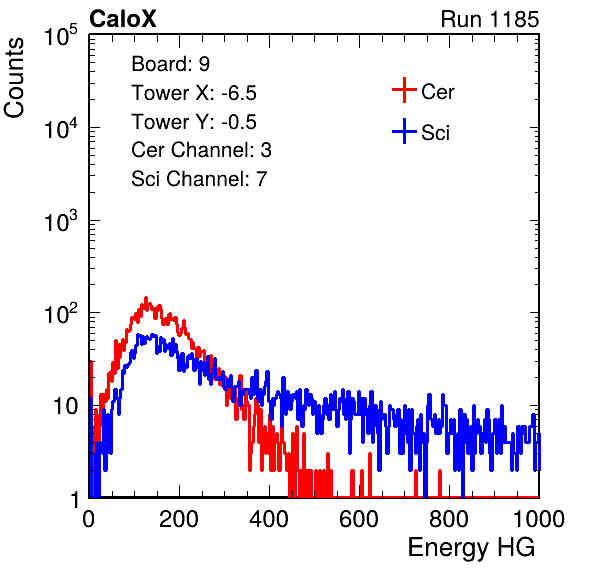 CaloX Run 1185
Counts
10^5
10^4
10^3
10^2
10
1
Board: 9
Tower X: -6.5
Tower Y: -0.5
Cer Channel: 3
Sci Channel: 7
Cer
Sci
0 200 400 600 800 1000
Energy HG